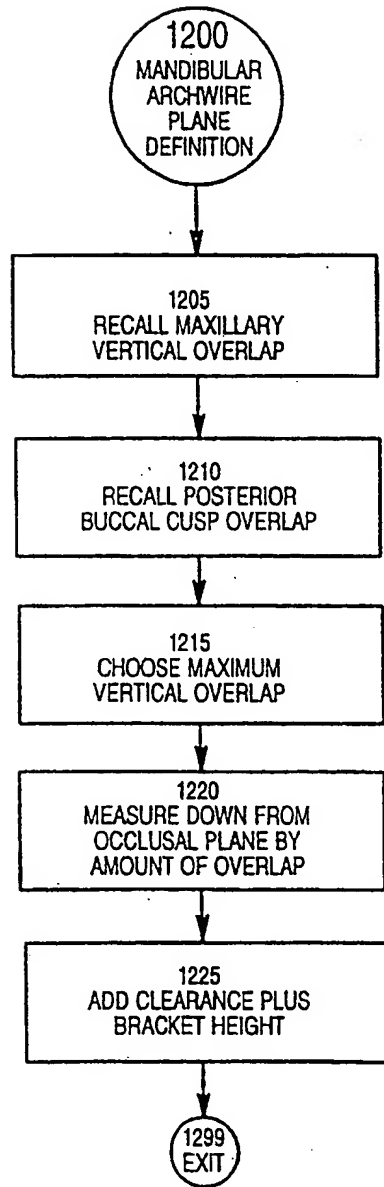 1200
MANDIBULAR
ARCHWIRE
PLANE
DEFINITION
1205
RECALL MAXILLARY
VERTICAL OVERLAP
1210
RECALL POSTERIOR
BUCCAL CUSP OVERLAP
1215
CHOOSE MAXIMUM
VERTICAL OVERLAP
1220
MEASURE DOWN FROM
OCCLUSAL PLANE BY
AMOUNT OF OVERLAP
1225
ADD CLEARANCE PLUS
BRACKET HEIGHT
1299
EXIT